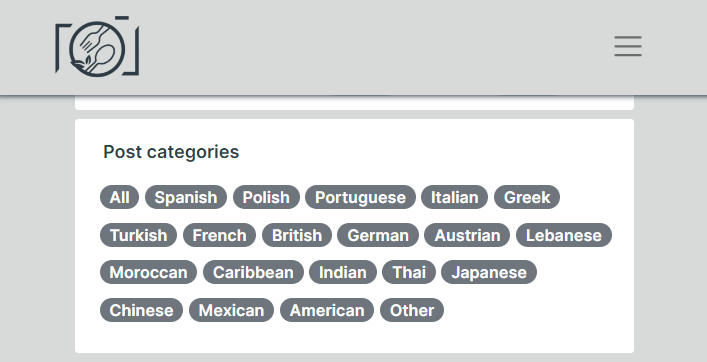 Post categories
All Spanish Polish Portuguese Italian Greek
Turkish French British German Austrian Lebanese
Moroccan Caribbean Indian Thai Japanese
Chinese Mexican American Other